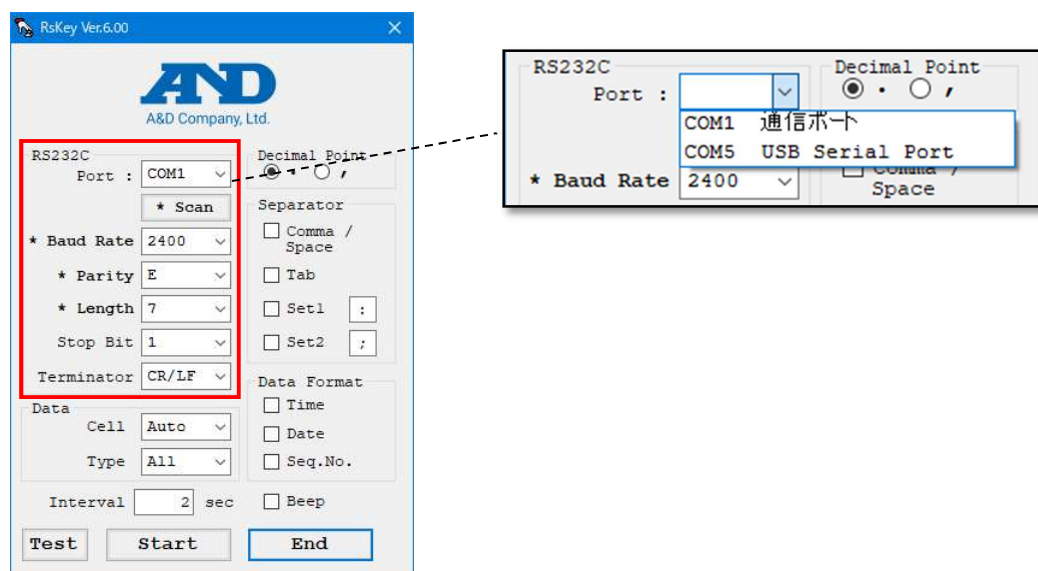 RsKey Ver.6.00
AND
A&D Company, Ltd.
RS232C
Port : COM1
* Scan
* Baud Rate 2400
* Parity E
* Length 7
Stop Bit 1
Terminator CR/LF
Data
Cell Auto
Type All
Interval 2 sec
Test Start End
Decimal Point
. ,
Separator
Comma /
Space
Tab
Set1 :
Set2 ;
Data Format
Time
Date
Seq.No.
Beep
RS232C
Port :
COM1 通信ポート
COM5 USB Serial Port
* Baud Rate 2400
Decimal Point
. ,
Comma /
Space